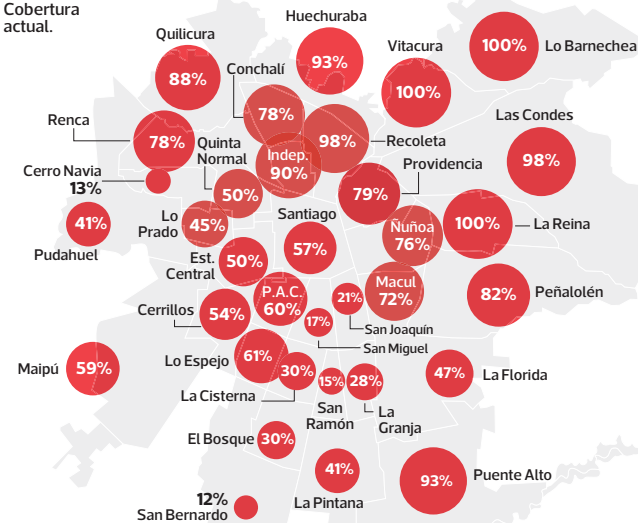 Cobertura
actual.
Huechuraba
93%
Quilicura
88%
Vitacura
100%
100%
Lo Barnechea
Conchalí
78%
Las Condes
98%
Renca
78%
98%
Recoleta
Quinta
Normal
50%
Indep.
90%
Providencia
79%
Cerro Navia
13%
41%
Pudahuel
Lo
Prado
45%
Santiago
57%
Ñuñoa
76%
100%
La Reina
Est.
Central
50%
P.A.C.
60%
21%
San Joaquín
Macul
72%
82%
Peñalolén
Cerrillos
54%
17%
San Miguel
Maipú
59%
Lo Espejo
61%
30%
La Cisterna
15%
San
Ramón
28%
La
Granja
47%
La Florida
El Bosque
30%
41%
La Pintana
93%
Puente Alto
12%
San Bernardo